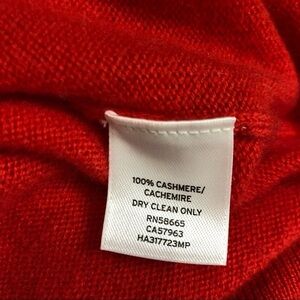 100% CASHMERE/
CACHEMIRE
DRY CLEAN ONLY
RN58665
CA57963
HA317723MP